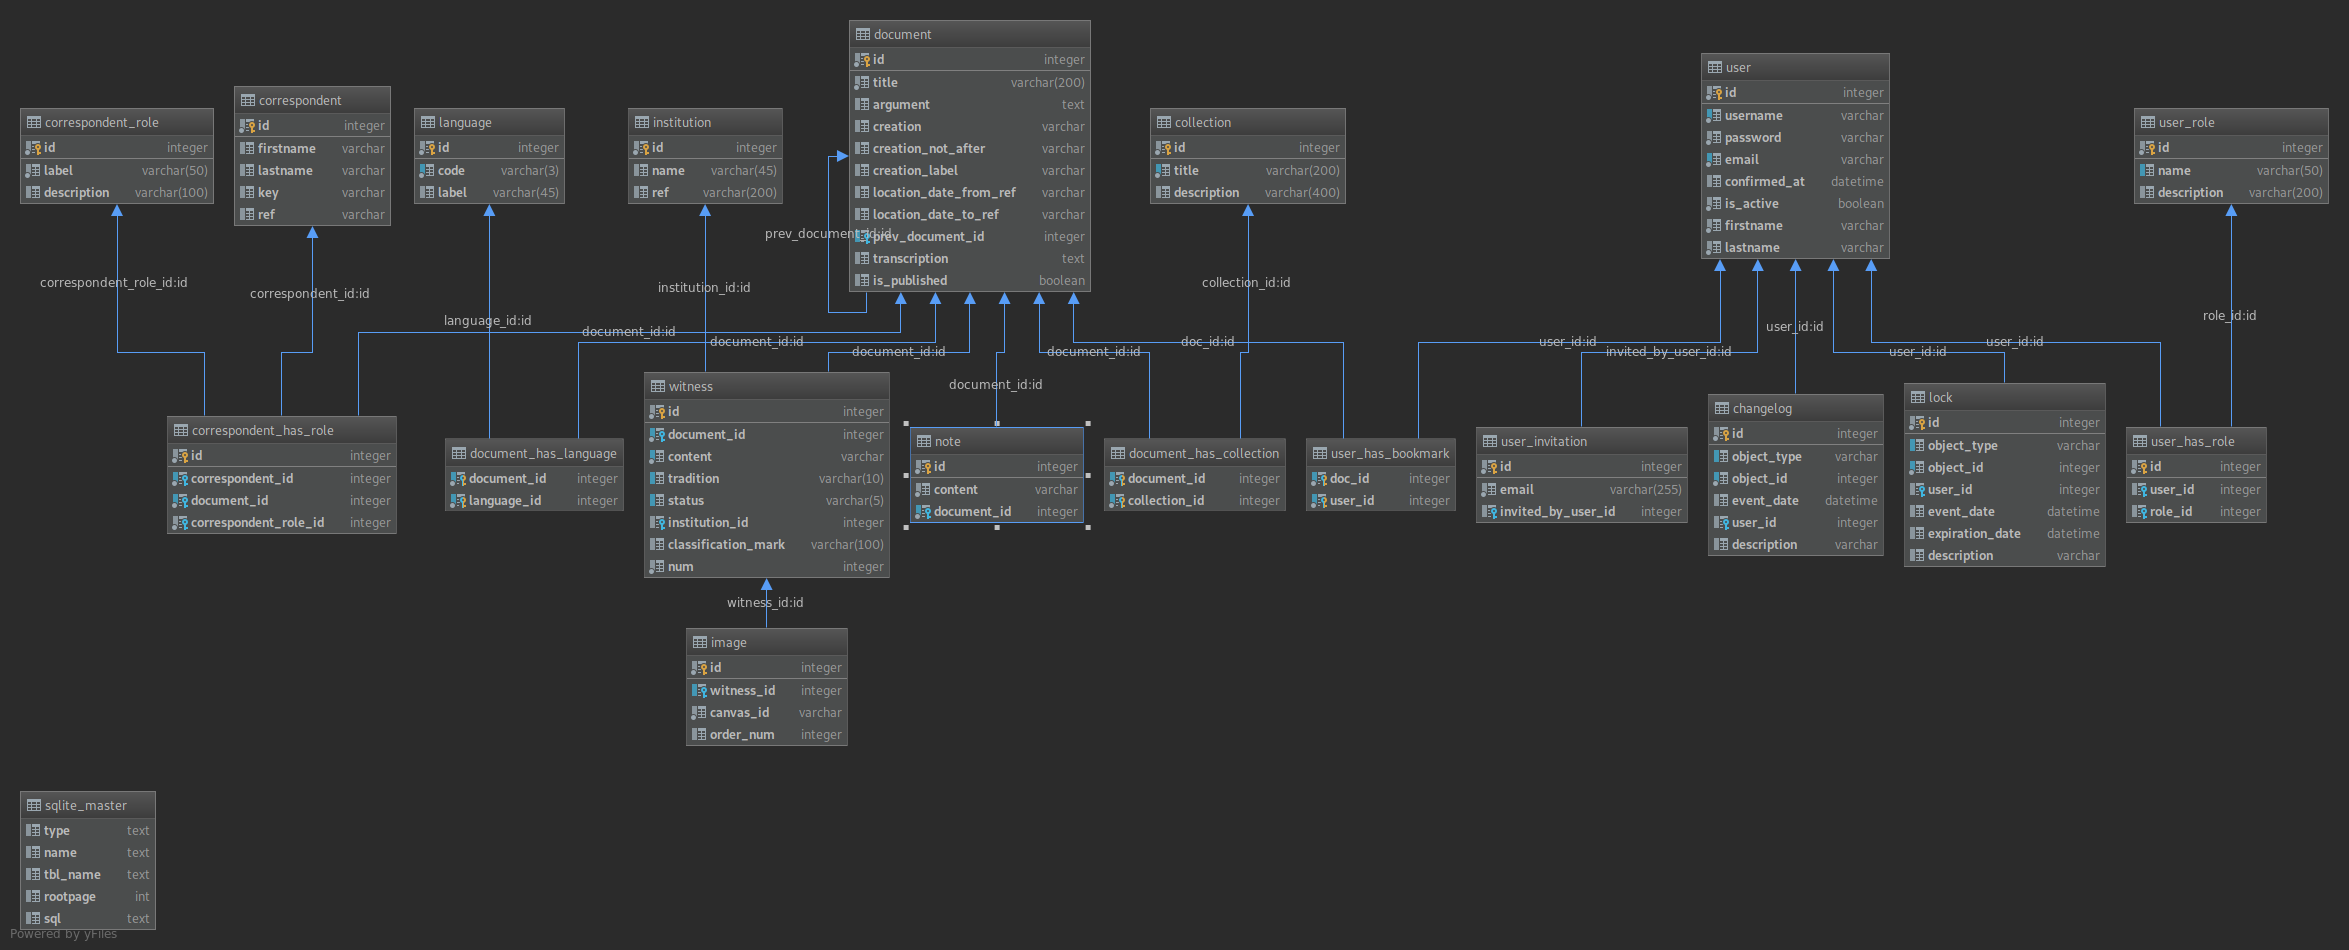 document
id integer
title varchar(200)
argument text
creation varchar
creation_not_after varchar
creation_label varchar
location_date_from_ref varchar
location_date_to_ref varchar
prev_document_id integer
transcription text
is_published boolean
user
id integer
username varchar
password varchar
email varchar
confirmed_at datetime
is_active boolean
firstname varchar
lastname varchar
correspondent_role
id integer
label varchar(50)
description varchar(100)
correspondent
id integer
firstname varchar
lastname varchar
key varchar
ref varchar
language
id integer
code varchar(3)
label varchar(45)
institution
id integer
name varchar(45)
ref varchar(200)
collection
id integer
title varchar(200)
description varchar(400)
user_role
id integer
name varchar(50)
description varchar(200)
prev_document_id:id
correspondent_role_id:id
correspondent_id:id
institution_id:id
collection_id:id
language_id:id
document_id:id
document_id:id
document_id:id
document_id:id
document_id:id
doc_id:id
user_id:id
invited_by_user_id:id
user_id:id
user_id:id
user_id:id
role_id:id
correspondent_has_role
id integer
correspondent_id integer
document_id integer
correspondent_role_id integer
document_has_language
document_id integer
language_id integer
witness
id integer
document_id integer
content varchar
tradition varchar(10)
status varchar(5)
institution_id integer
classification_mark varchar(100)
num integer
note
id integer
content varchar
document_id integer
document_has_collection
document_id integer
collection_id integer
user_has_bookmark
doc_id integer
user_id integer
user_invitation
id integer
email varchar(255)
invited_by_user_id integer
changelog
id integer
object_type varchar
object_id integer
event_date datetime
user_id integer
description varchar
lock
id integer
object_type varchar
object_id integer
user_id integer
event_date datetime
expiration_date datetime
description varchar
user_has_role
id integer
user_id integer
role_id integer
witness_id:id
image
id integer
witness_id integer
canvas_id varchar
order_num integer
sqlite_master
type text
name text
tbl_name text
rootpage int
sql text
Powered by yFiles